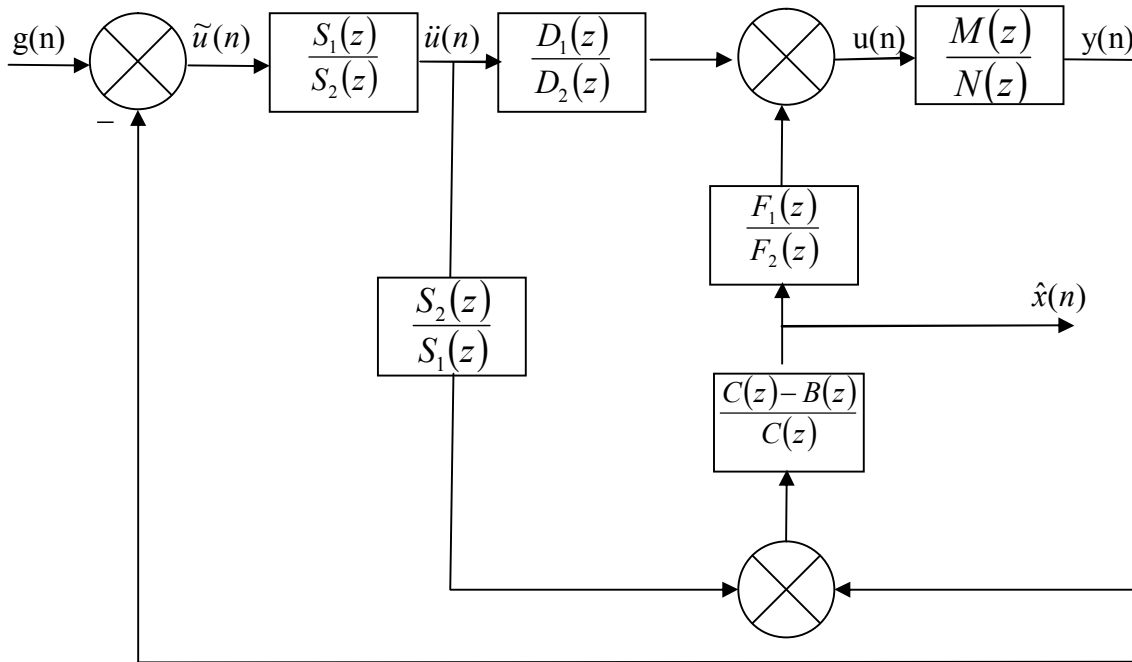 g(n)
ũ(n)
S₁(z)
S₂(z)
ü(n)
D₁(z)
D₂(z)
u(n)
M(z)
N(z)
y(n)
−
F₁(z)
F₂(z)
S₂(z)
S₁(z)
x̂(n)
C(z)− B(z)
C(z)